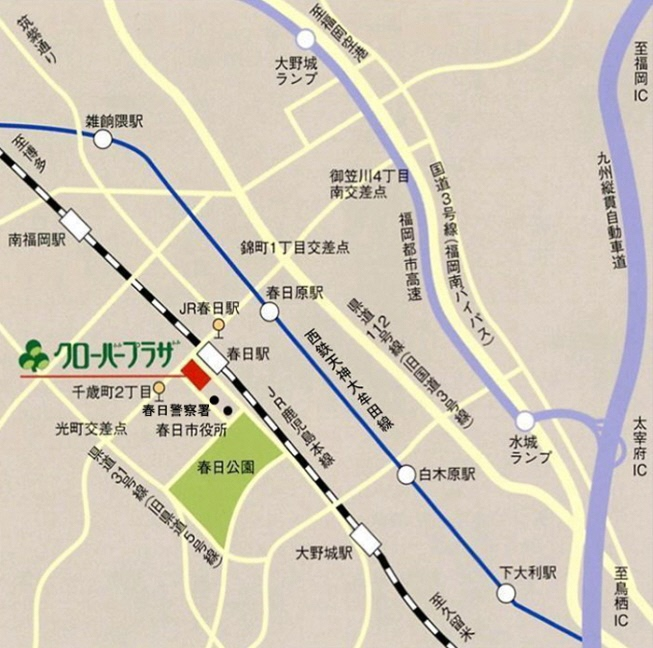 筑紫通り
至福岡空港
大野城
ランプ
至福岡IC
雑餉隈駅
至博多
御笠川4丁目
南交差点
国道3号線(福岡南バイパス)
九州縦貫自動車道
福岡都市高速
南福岡駅
錦町1丁目交差点
春日原駅
JR春日駅
県道112号線(旧国道3号線)
クローバープラザ
春日駅
西鉄天神大牟田線
千歳町2丁目
春日警察署
JR鹿児島本線
光町交差点
春日市役所
水城
ランプ
太宰府IC
県道31号線(旧県道5号線)
春日公園
白木原駅
大野城駅
下大利駅
至鳥栖IC
至久留米